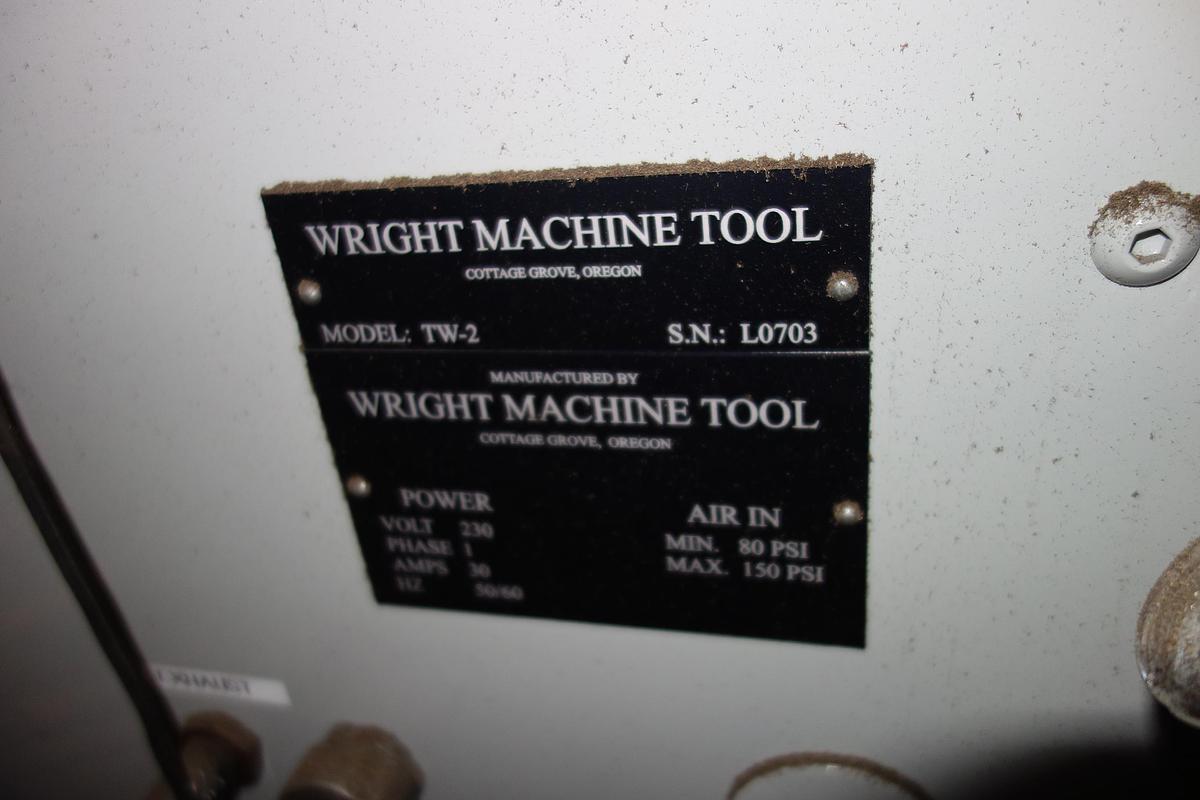 WRIGHT MACHINE TOOL
COTTAGE GROVE, OREGON
MODEL: TW-2 S.N.: L0703
MANUFACTURED BY
WRIGHT MACHINE TOOL
COTTAGE GROVE, OREGON
POWER
VOLT 230
PHASE 1
AMPS 30
HZ 50/60
AIR IN
MIN. 80 PSI
MAX. 150 PSI
EXHAUST